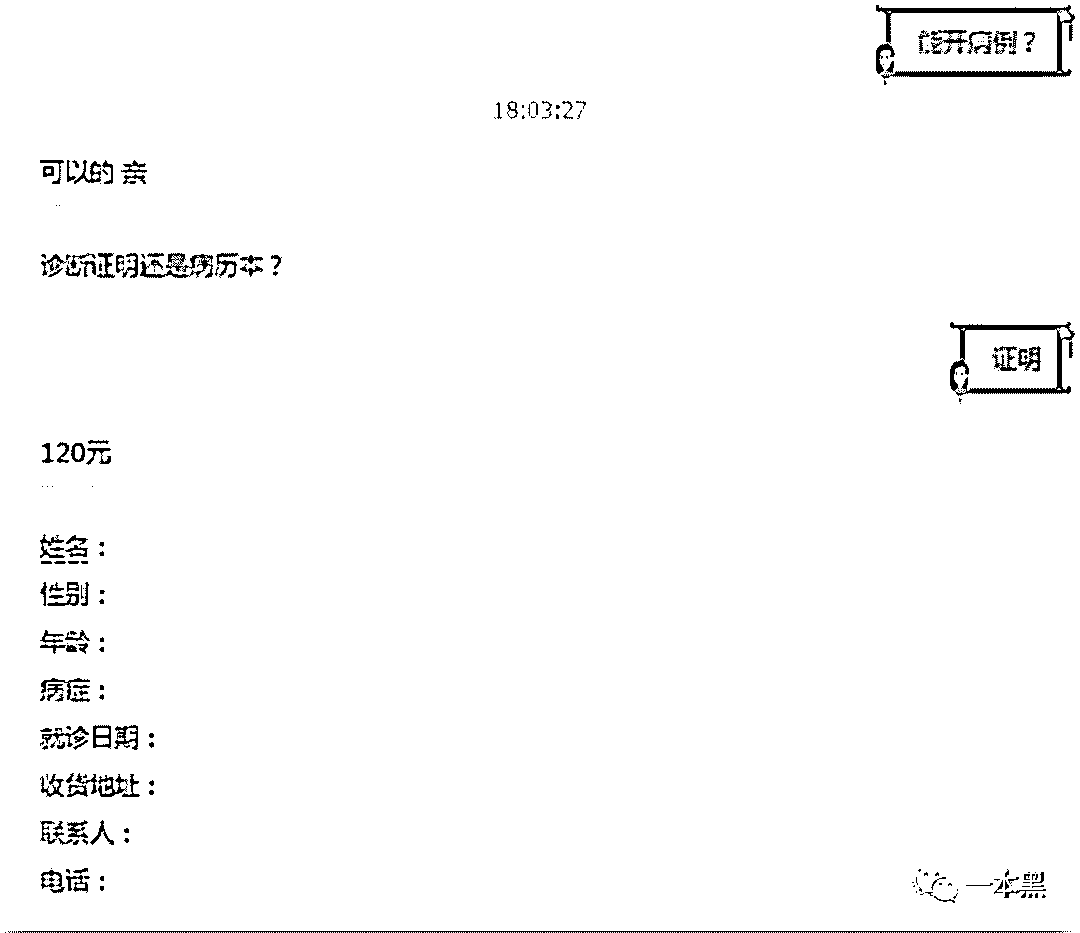 能开病例？
18:03:27
可以的 亲
诊断证明还是病历本？
证明
120元
姓名：
性别：
年龄：
病症：
就诊日期：
收货地址：
联系人：
电话：
一本黑